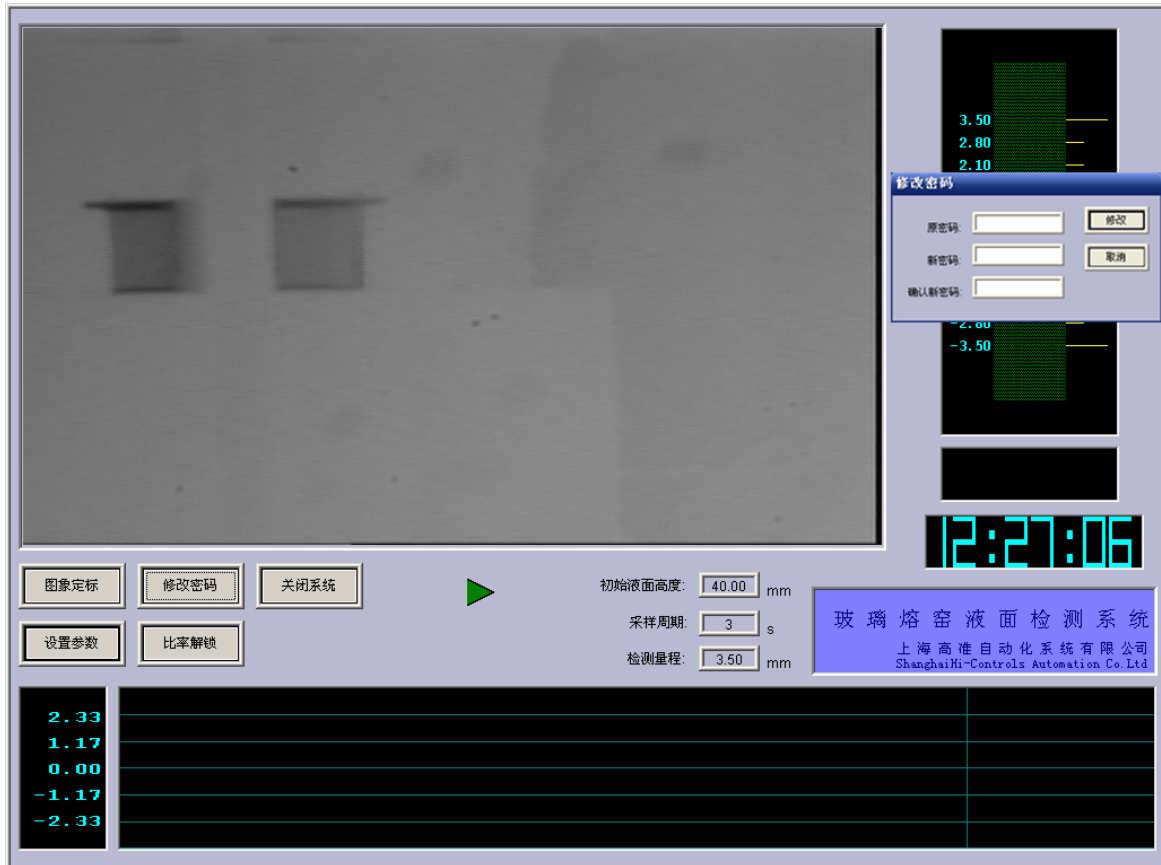 3.50
2.80
2.10
修改密码
原密码:
修改
新密码:
取消
确认新密码:
-2.80
-3.50
12:27:06
图象定标
修改密码
关闭系统
初始液面高度:
40.00
mm
设置参数
比率解锁
采样周期:
3
s
检测量程:
3.50
mm
玻璃熔窑液面检测系统
上海高准自动化系统有限公司
ShanghaiHi-Controls Automation Co.Ltd
2.33
1.17
0.00
-1.17
-2.33